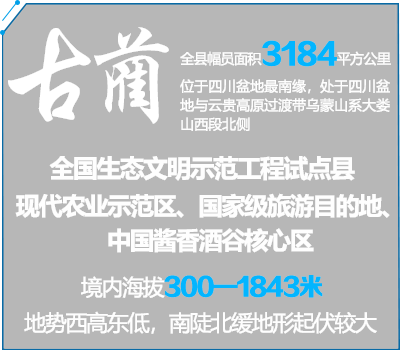 古蔺
全县幅员面积3184平方公里
位于四川盆地最南缘，处于四川盆
地与云贵高原过渡带乌蒙山系大娄
山西段北侧
全国生态文明示范工程试点县
现代农业示范区、国家级旅游目的地、
中国酱香酒谷核心区
境内海拔300—1843米
地势西高东低，南陡北缓地形起伏较大